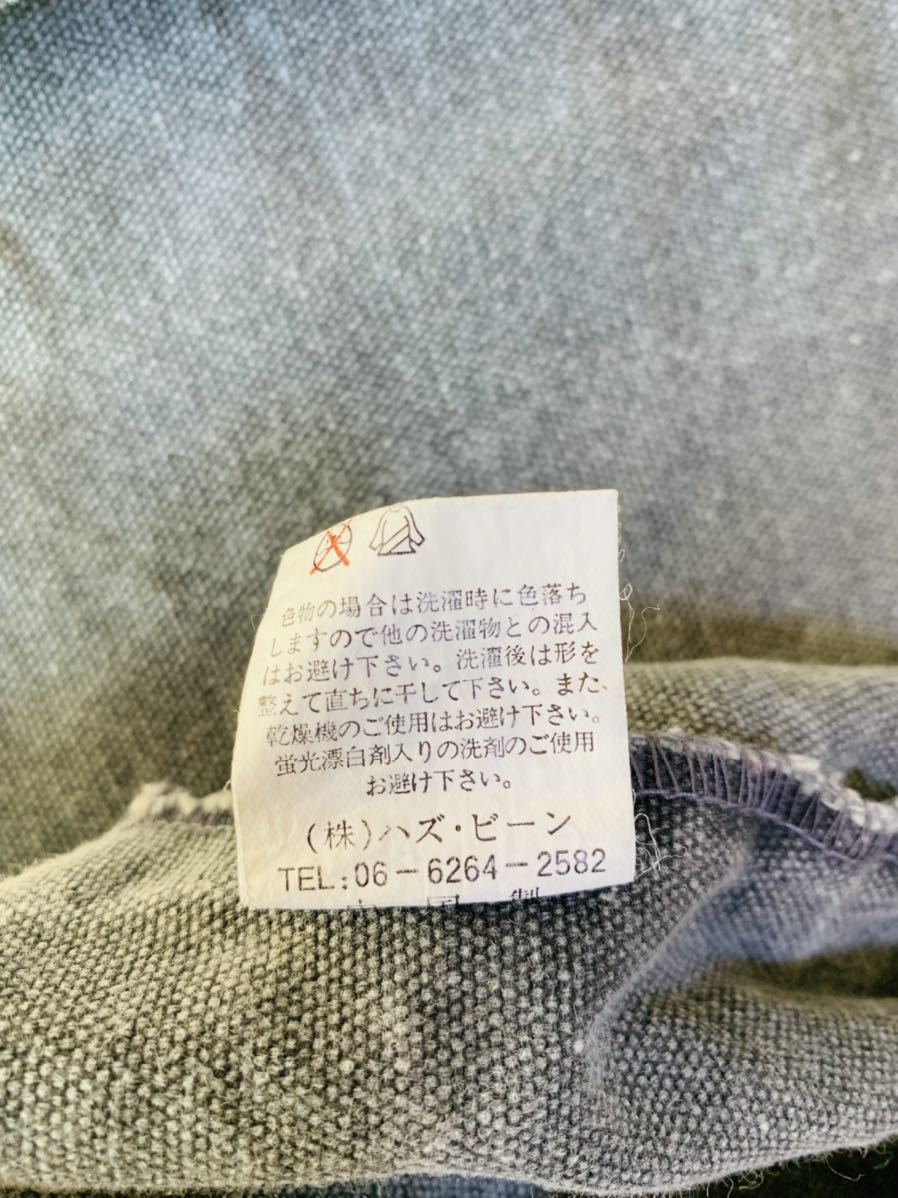 色物の場合は洗濯時に色落ち
しますので他の洗濯物との混入
はお避け下さい。洗濯後は形を
整えて直ちに干して下さい。また、
乾燥機のご使用はお避け下さい。
蛍光漂白剤入りの洗剤のご使用
お避け下さい。
(株)ハズ・ビーン
TEL:06-6264-2582